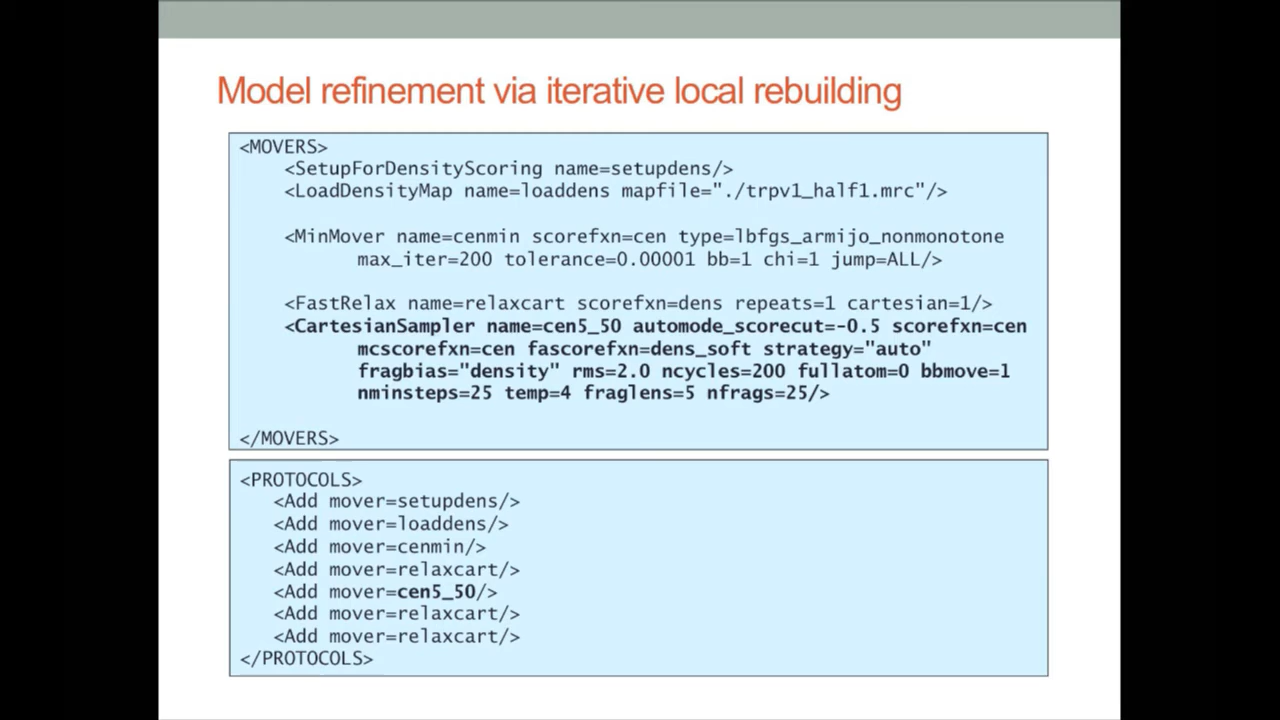 Model refinement via iterative local rebuilding
<MOVERS>
<SetupForDensityScoring name=setupdens/>
<LoadDensityMap name=loaddens mapfile="./trpv1_half1.mrc"/>
<MinMover name=cenmin scorefxn=cen type=lbfgs_armijo_nonmonotone
max_iter=200 tolerance=0.00001 bb=1 chi=1 jump=ALL/>
<FastRelax name=relaxcart scorefxn=dens repeats=1 cartesian=1/>
<CartesianSampler name=cen5_50 automode_scorecut=-0.5 scorefxn=cen
mcscorefxn=cen fascorefxn=dens_soft strategy="auto"
fragbias="density" rms=2.0 ncycles=200 fullatom=0 bbmove=1
nminsteps=25 temp=4 fraglens=5 nfrags=25/>
</MOVERS>
<PROTOCOLS>
<Add mover=setupdens/>
<Add mover=loaddens/>
<Add mover=cenmin/>
<Add mover=relaxcart/>
<Add mover=cen5_50/>
<Add mover=relaxcart/>
<Add mover=relaxcart/>
</PROTOCOLS>